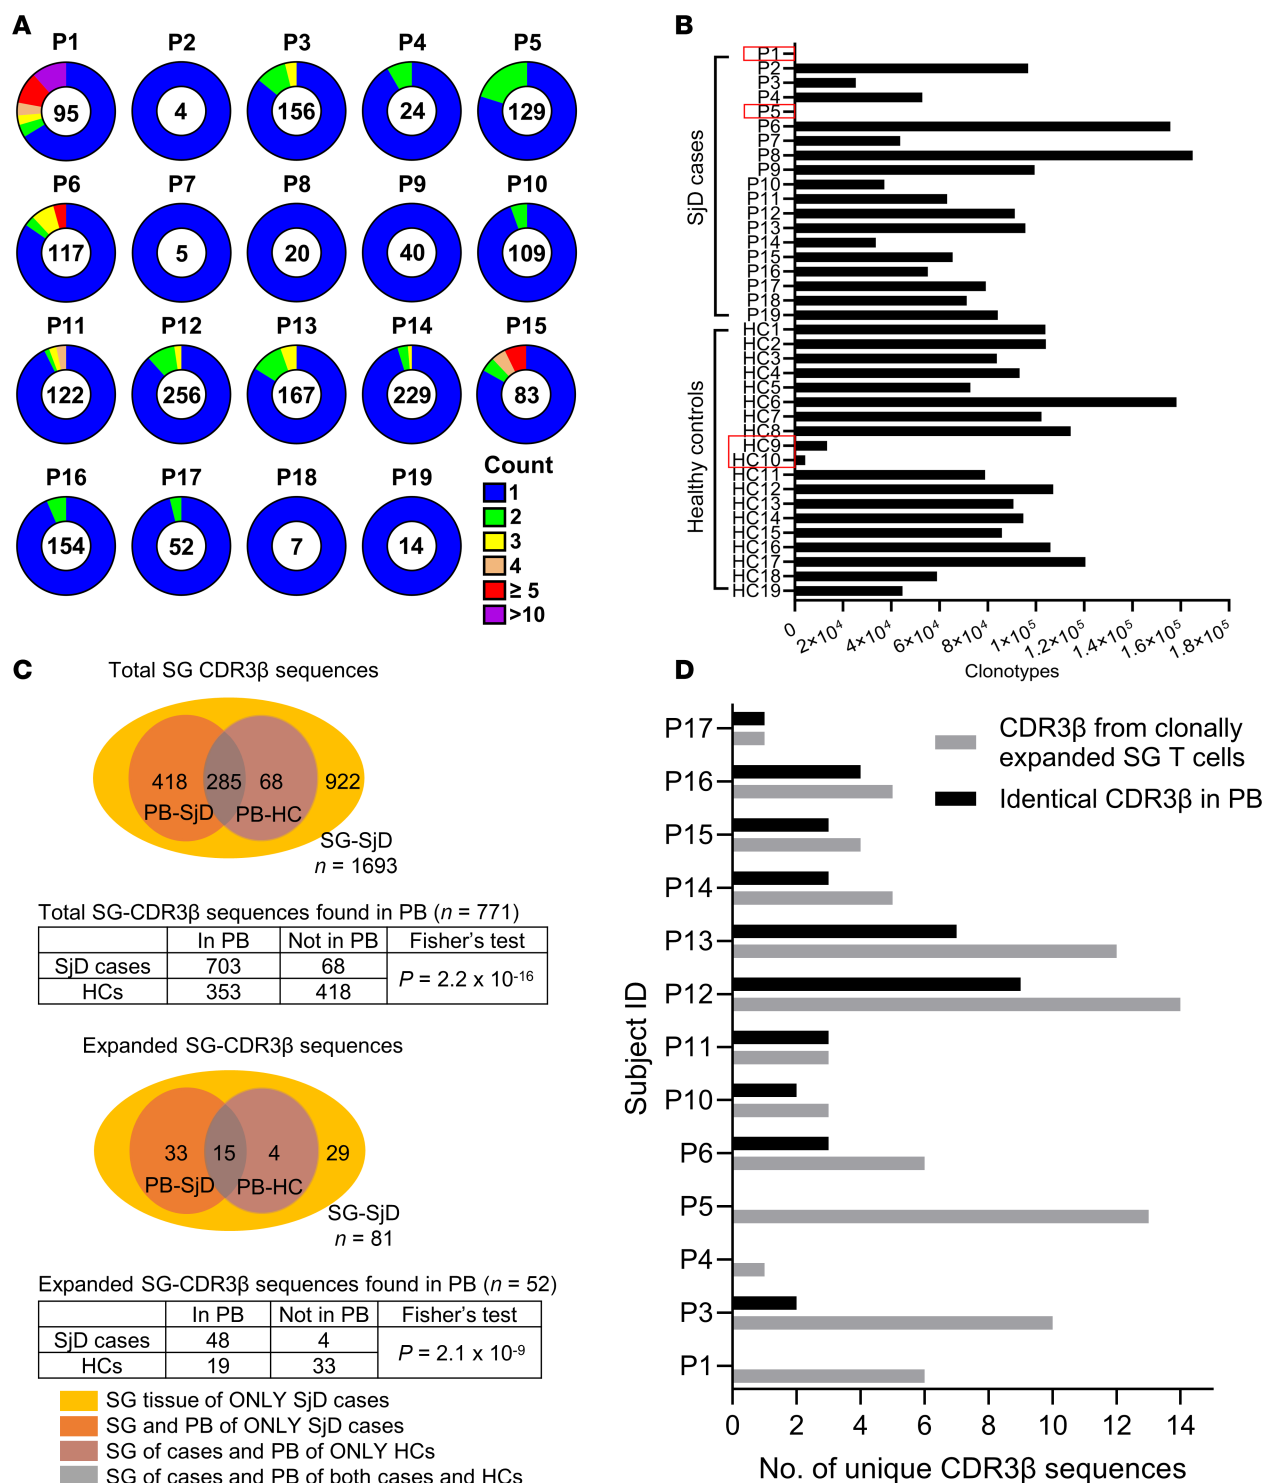 A
P1 P2 P3 P4 P5
95 4 156 24 129
P6 P7 P8 P9 P10
117 5 20 40 109
P11 P12 P13 P14 P15
122 256 167 229 83
P16 P17 P18 P19
154 52 7 14
Count
1
2
3
4
≥ 5
>10
B
SjD cases
Healthy controls
P1
P2
P3
P4
P5
P6
P7
P8
P9
P10
P11
P12
P13
P14
P15
P16
P17
P18
P19
HC1
HC2
HC3
HC4
HC5
HC6
HC7
HC8
HC9
HC10
HC11
HC12
HC13
HC14
HC15
HC16
HC17
HC18
HC19
0 2×10⁴ 4×10⁴ 6×10⁴ 8×10⁴ 1×10⁵ 1.2×10⁵ 1.4×10⁵ 1.6×10⁵ 1.8×10⁵
Clonotypes
C
Total SG CDR3β sequences
418 285 68 922
PB-SjD PB-HC
SG-SjD
n = 1693
Total SG-CDR3β sequences found in PB (n = 771)
In PB Not in PB Fisher's test
SjD cases 703 68
P = 2.2 x 10⁻¹⁶
HCs 353 418
Expanded SG-CDR3β sequences
33 15 4 29
PB-SjD PB-HC
SG-SjD
n = 81
Expanded SG-CDR3β sequences found in PB (n = 52)
In PB Not in PB Fisher's test
SjD cases 48 4
P = 2.1 x 10⁻⁹
HCs 19 33
SG tissue of ONLY SjD cases
SG and PB of ONLY SjD cases
SG of cases and PB of ONLY HCs
SG of cases and PB of both cases and HCs
D
CDR3β from clonally
expanded SG T cells
Identical CDR3β in PB
Subject ID
P17
P16
P15
P14
P13
P12
P11
P10
P6
P5
P4
P3
P1
0 2 4 6 8 10 12 14
No. of unique CDR3β sequences